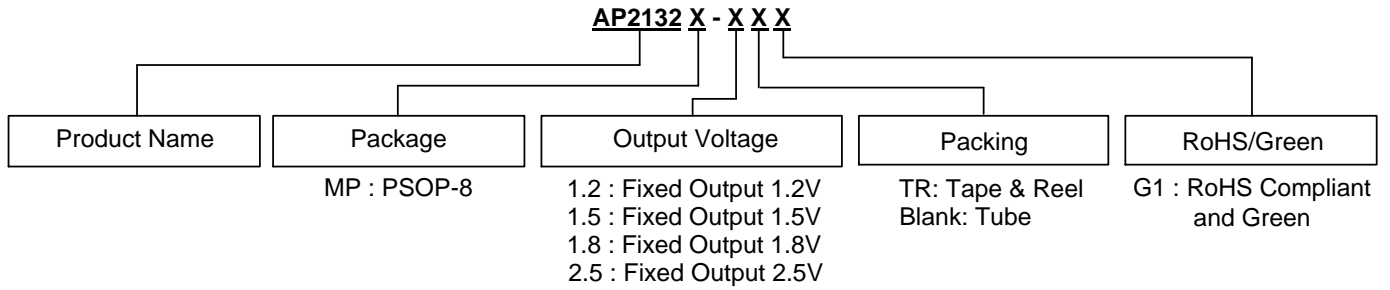 AP2132 X - X X X
Product Name
Package
Output Voltage
Packing
RoHS/Green
MP : PSOP-8
1.2 : Fixed Output 1.2V
1.5 : Fixed Output 1.5V
1.8 : Fixed Output 1.8V
2.5 : Fixed Output 2.5V
TR: Tape & Reel
Blank: Tube
G1 : RoHS Compliant
and Green